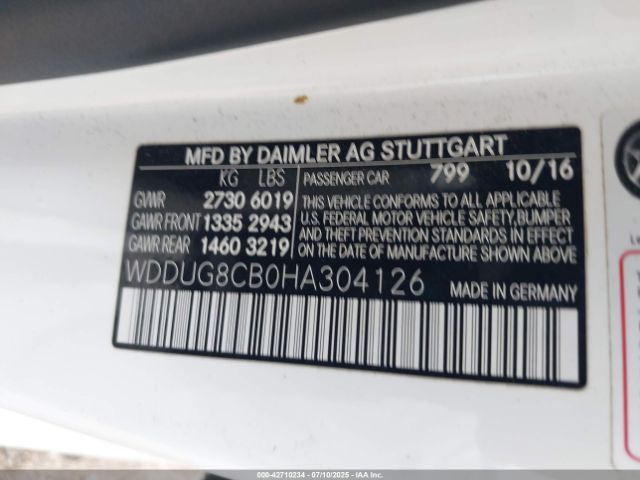 MFD BY DAIMLER AG STUTTGART
KG LBS
GVWR 2730 6019
GAWR FRONT 1335 2943
GAWR REAR 1460 3219
PASSENGER CAR 799 10/16
THIS VEHICLE CONFORMS TO ALL APPLICABLE
U.S. FEDERAL MOTOR VEHICLE SAFETY, BUMPER
AND THEFT PREVENTION STANDARDS IN EFFECT
ON THE DATE OF MANUFACTURE SHOWN ABOVE
WDDUG8CB0HA304126
MADE IN GERMANY
000-42710234 - 07/10/2025 - IAA Inc.